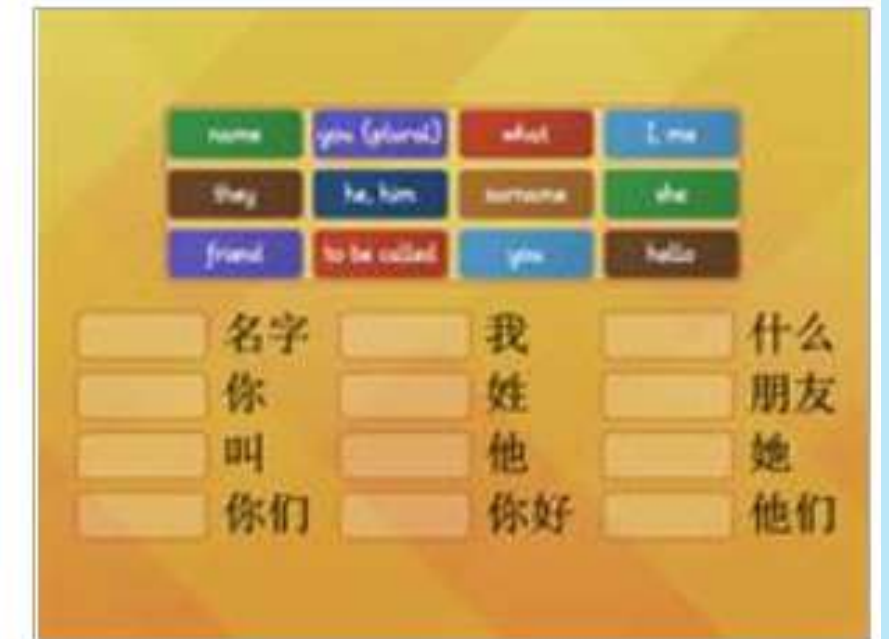 name you (plural) what I, me
they he, him surname she
friend to be called you hello
名字 我 什么
你 姓 朋友
叫 他 她
你们 你好 他们